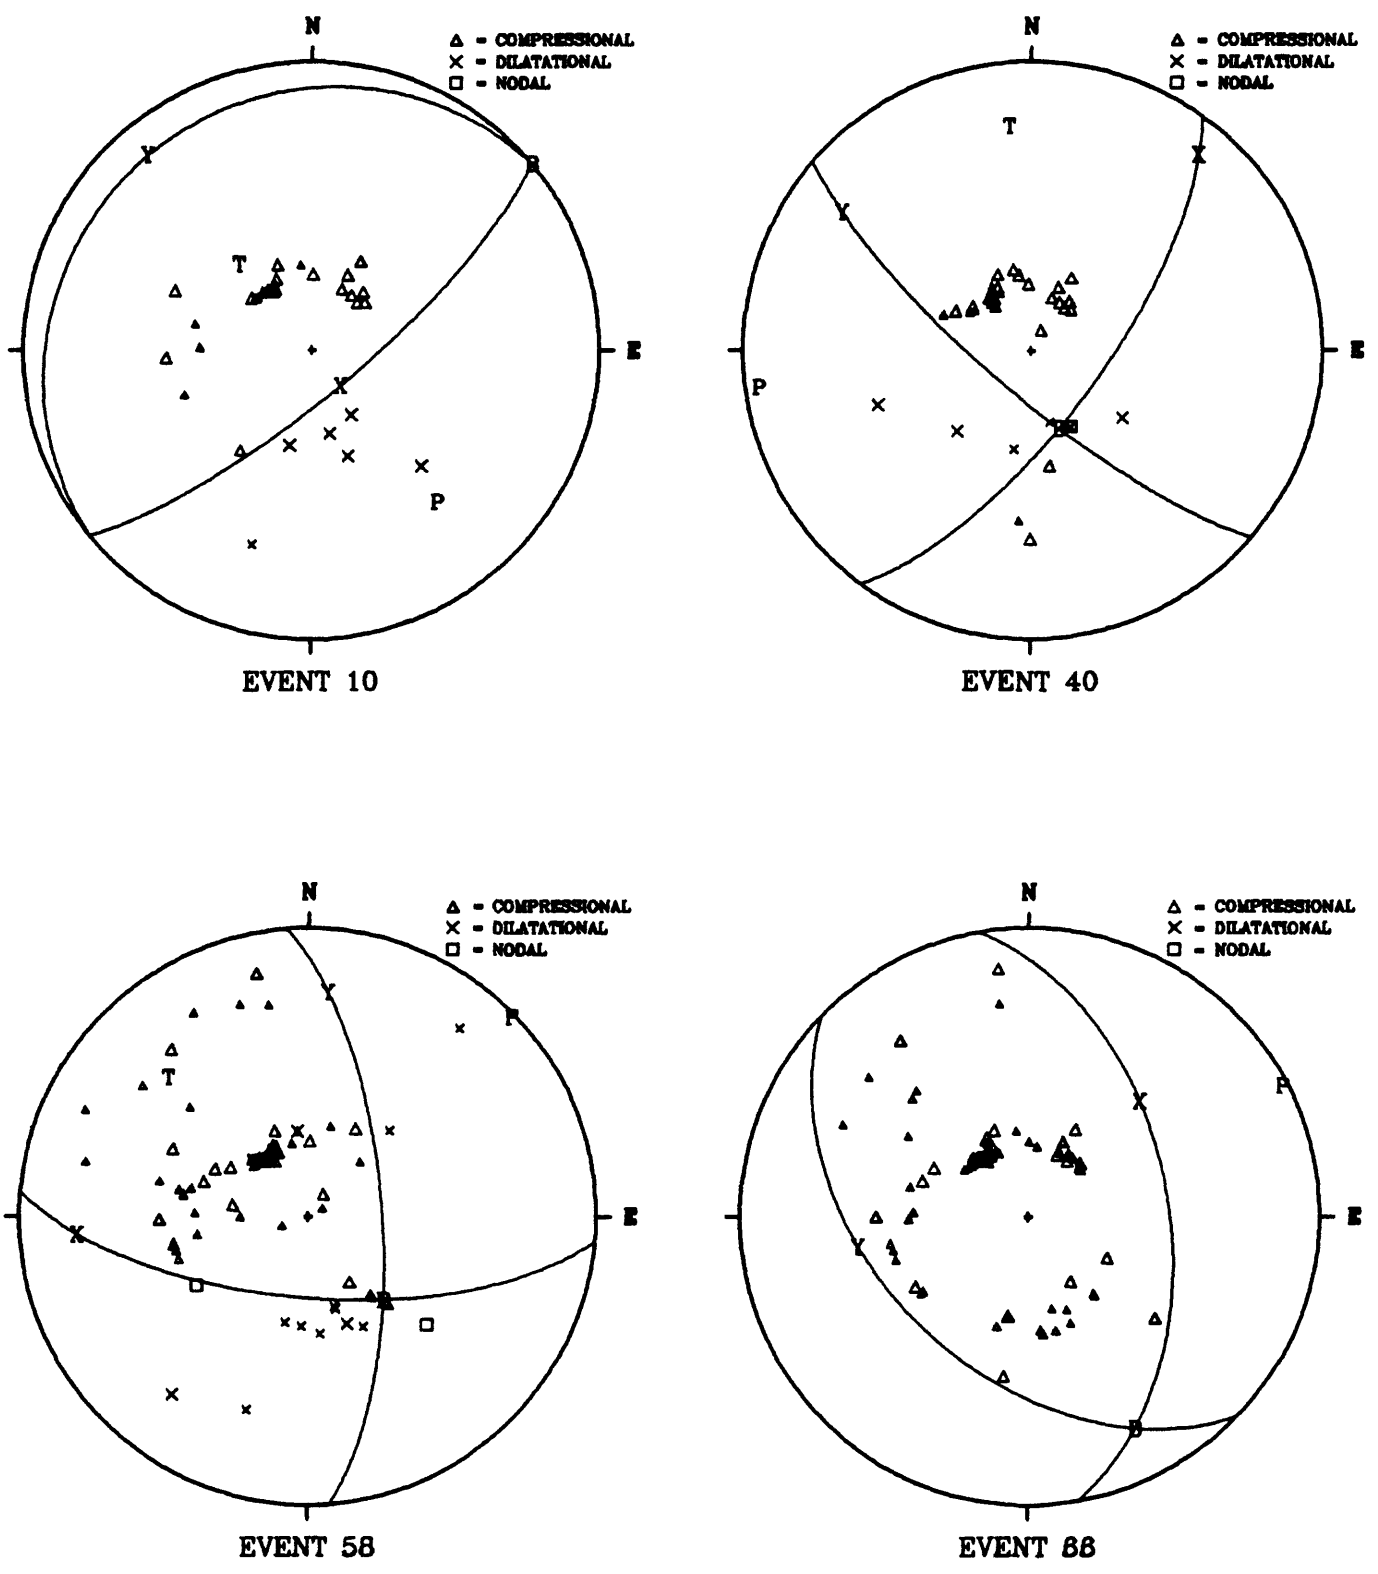 N
△ - COMPRESSIONAL
× - DILATATIONAL
□ - NODAL
Y
B
T
E
X
P
EVENT 10
N
△ - COMPRESSIONAL
× - DILATATIONAL
□ - NODAL
T
X
Y
E
P
EVENT 40
N
△ - COMPRESSIONAL
× - DILATATIONAL
□ - NODAL
Y
P
T
E
X
EVENT 58
N
△ - COMPRESSIONAL
× - DILATATIONAL
□ - NODAL
P
X
E
Y
B
EVENT 88